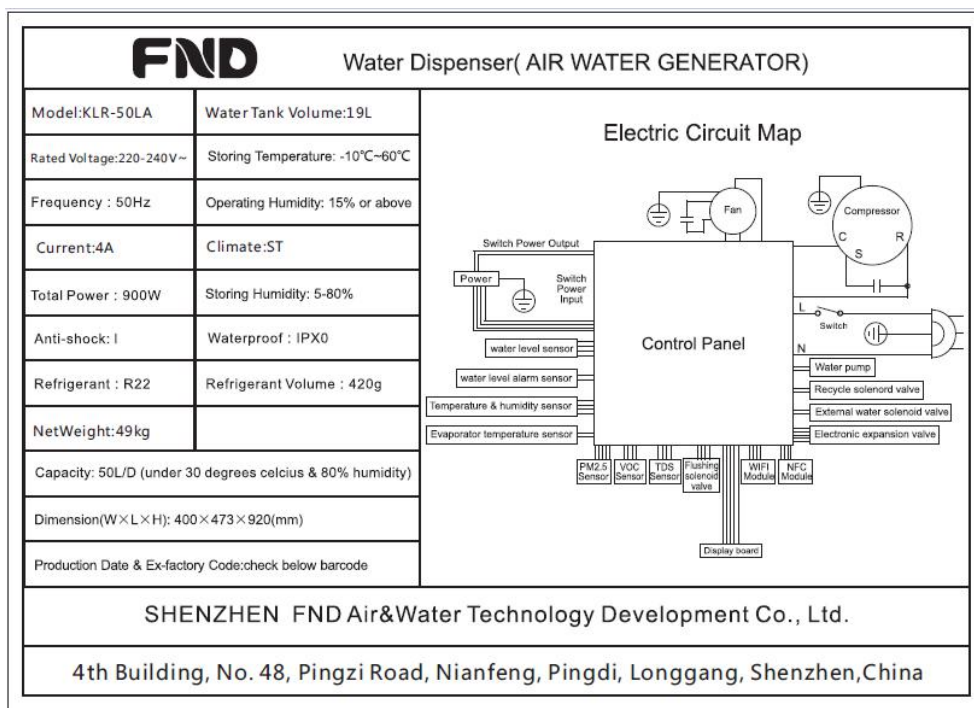 FND
Water Dispenser( AIR WATER GENERATOR)
Model:KLR-50LA
Water Tank Volume:19L
Rated Voltage:220-240V~
Storing Temperature: -10℃~60℃
Frequency : 50Hz
Operating Humidity: 15% or above
Current:4A
Climate:ST
Total Power : 900W
Storing Humidity: 5-80%
Anti-shock: I
Waterproof : IPX0
Refrigerant : R22
Refrigerant Volume : 420g
NetWeight:49kg
Capacity: 50L/D (under 30 degrees celcius & 80% humidity)
Dimension(W×L×H): 400×473×920(mm)
Production Date & Ex-factory Code:check below barcode
Electric Circuit Map
Fan
Compressor
C
R
S
Switch Power Output
Power
Switch
Power
Input
L
Switch
N
Control Panel
water level sensor
water level alarm sensor
Temperature & humidity sensor
Evaporator temperature sensor
Water pump
Recycle solenord valve
External water solenoid valve
Electronic expansion valve
PM2.5
Sensor
VOC
Sensor
TDS
Sensor
Flushing
solenoid
valve
WIFI
Module
NFC
Module
Display board
SHENZHEN FND Air&Water Technology Development Co., Ltd.
4th Building, No. 48, Pingzi Road, Nianfeng, Pingdi, Longgang, Shenzhen,China